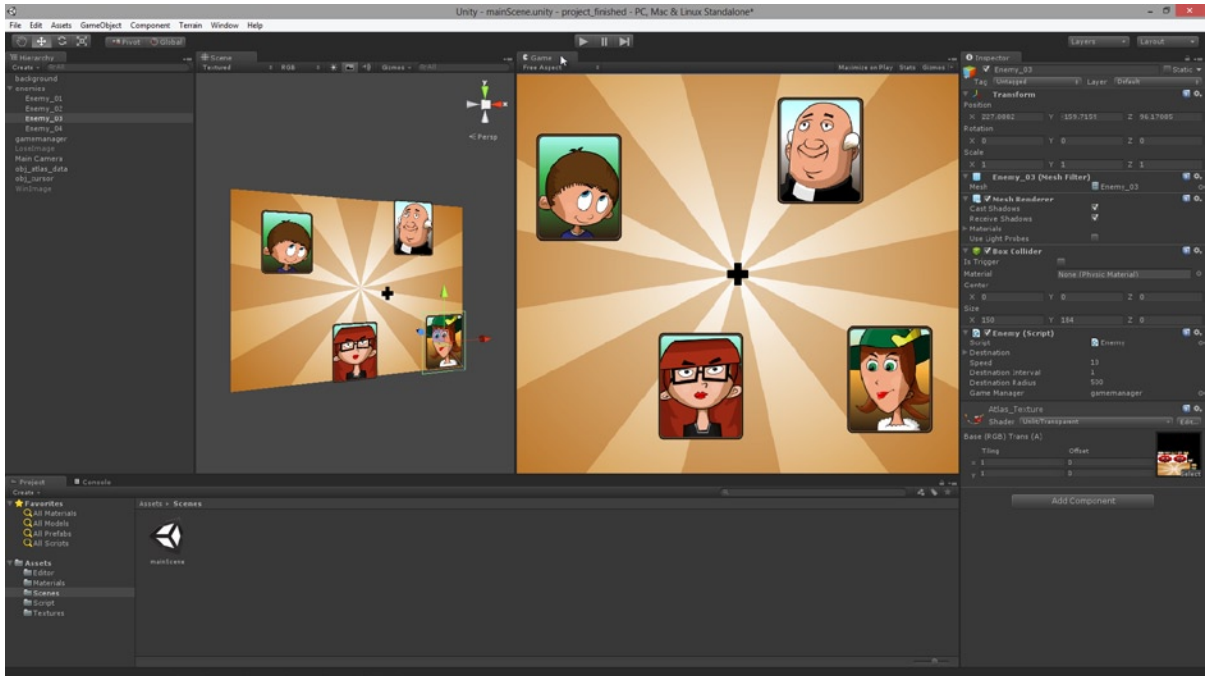 Unity - mainScene.unity - project_finished - PC, Mac & Linux Standalone*
File Edit Assets GameObject Component Terrain Window Help
Pivot Global Layers Layout
Hierarchy
Create All
background
enemies
Enemy_01
Enemy_02
Enemy_03
Enemy_04
gamemanager
LoseImage
Main Camera
obj_atlas_data
obj_cursor
WinImage
Scene
Textured RGB Gizmos All
y
Persp
Game
Free Aspect Maximize on Play Stats Gizmos
Inspector
Enemy_03 Static
Tag Untagged Layer Default
Transform
Position
X 227.0882 Y -159.7159 Z 96.17085
Rotation
X 0 Y 0 Z 0
Scale
X 1 Y 1 Z 1
Enemy_03 (Mesh Filter)
Mesh Enemy_03
Mesh Renderer
Cast Shadows
Receive Shadows
Materials
Use Light Probes
Box Collider
Is Trigger
Material None (Physic Material)
Center
X 0 Y 0 Z 0
Size
X 150 Y 184 Z 0
Enemy (Script)
Script Enemy
Destination
Speed 13
Destination Interval 1
Destination Radius 500
Game Manager gamemanager
Atlas_Texture
Shader Unlit/Transparent Edit...
Base (RGB) Trans (A)
Tiling Offset
x 1 0
y 1 0
Select
Add Component
Project Console
Create
Favorites
All Materials
All Models
All Prefabs
All Scripts
Assets
Editor
Materials
Scenes
Script
Textures
Assets Scenes
mainScene